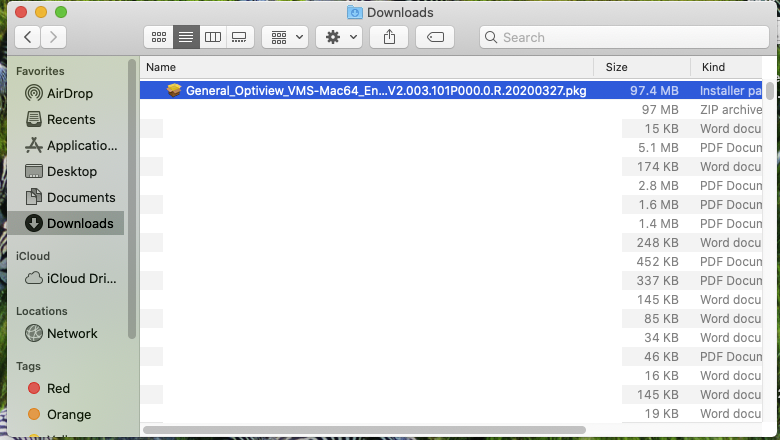 Downloads
Search
Favorites
AirDrop
Recents
Applicatio...
Desktop
Documents
Downloads
iCloud
iCloud Dri...
Locations
Network
Tags
Red
Orange
Name Size Kind
General_Optiview_VMS-Mac64_En...V2.003.101P000.0.R.20200327.pkg 97.4 MB Installer pa
97 MB ZIP archive
15 KB Word docu
5.1 MB PDF Docum
174 KB Word docu
2.8 MB PDF Docum
1.6 MB PDF Docum
1.4 MB PDF Docum
248 KB Word docu
452 KB PDF Docum
337 KB PDF Docum
145 KB Word docu
85 KB Word docu
34 KB Word docu
46 KB PDF Docum
16 KB Word docu
145 KB Word docu
19 KB Word docu